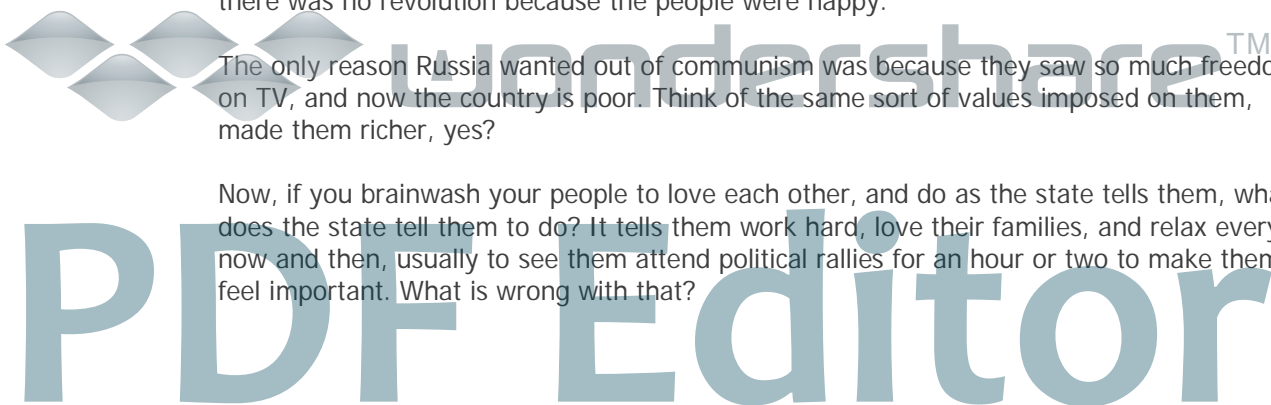 there was no revolution because the people were happy.
wondershare™
The only reason Russia wanted out of communism was because they saw so much
on TV, and now the country is poor. Think of the same sort of values imposed on them,
made them richer, yes?
Now, if you brainwash your people to love each other, and do as the state tells them,
does the state tell them to do? It tells them work hard, love their families, and relax every
now and then, usually to see them attend political rallies for an hour or two to make them
feel important. What is wrong with that?
PDF Editor